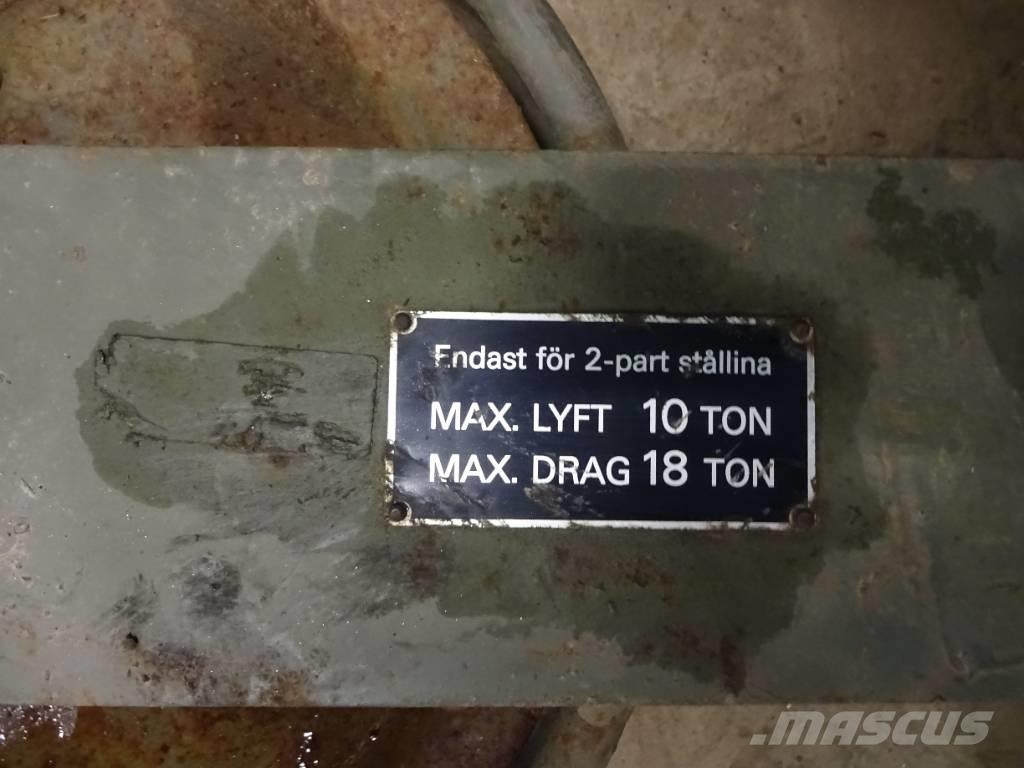 Endast för 2-part stållina
MAX. LYFT 10 TON
MAX. DRAG 18 TON
MASCUS